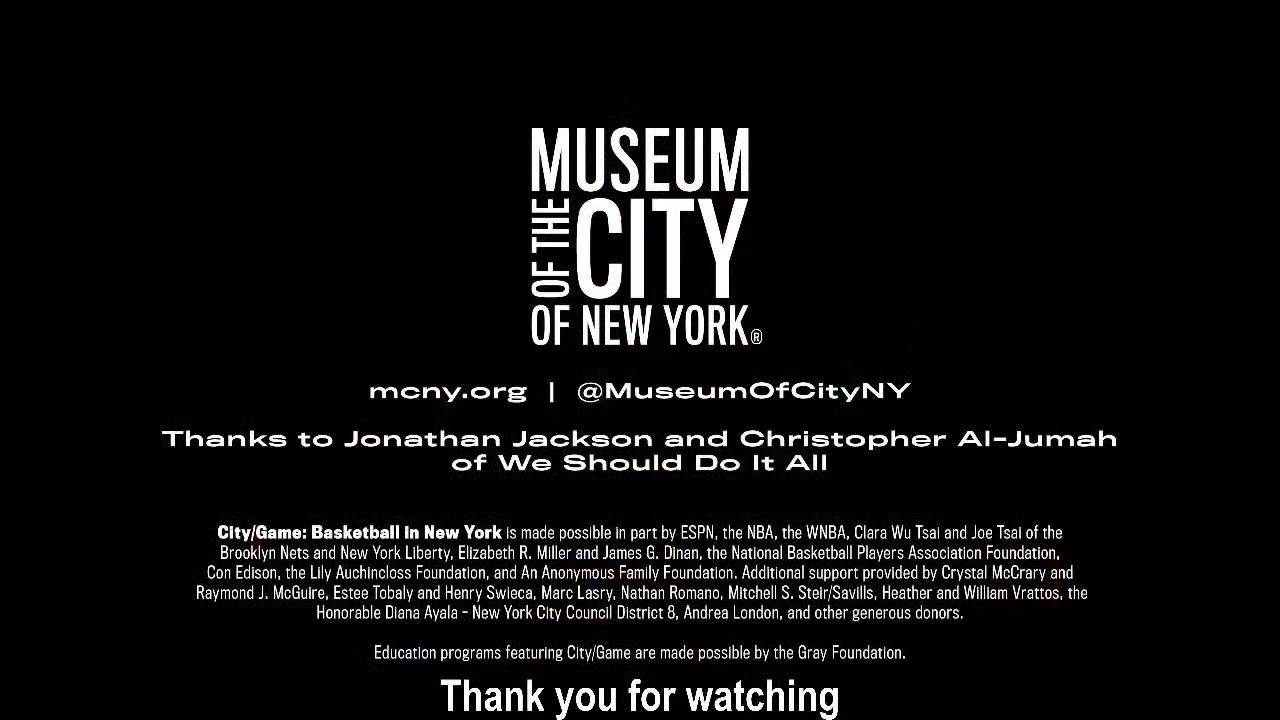 MUSEUM
OF THE CITY
OF NEW YORK®
mcny.org | @MuseumOfCityNY
Thanks to Jonathan Jackson and Christopher Al-Jumah
of We Should Do It All
City/Game: Basketball in New York is made possible in part by ESPN, the NBA, the WNBA, Clara Wu Tsai and Joe Tsai of the
Brooklyn Nets and New York Liberty, Elizabeth R. Miller and James G. Dinan, the National Basketball Players Association Foundation,
Con Edison, the Lily Auchincloss Foundation, and An Anonymous Family Foundation. Additional support provided by Crystal McCrary and
Raymond J. McGuire, Estee Tobaly and Henry Swieca, Marc Lasry, Nathan Romano, Mitchell S. Steir/Savills, Heather and William Vrattos, the
Honorable Diana Ayala - New York City Council District 8, Andrea London, and other generous donors.
Education programs featuring City/Game are made possible by the Gray Foundation.
Thank you for watching